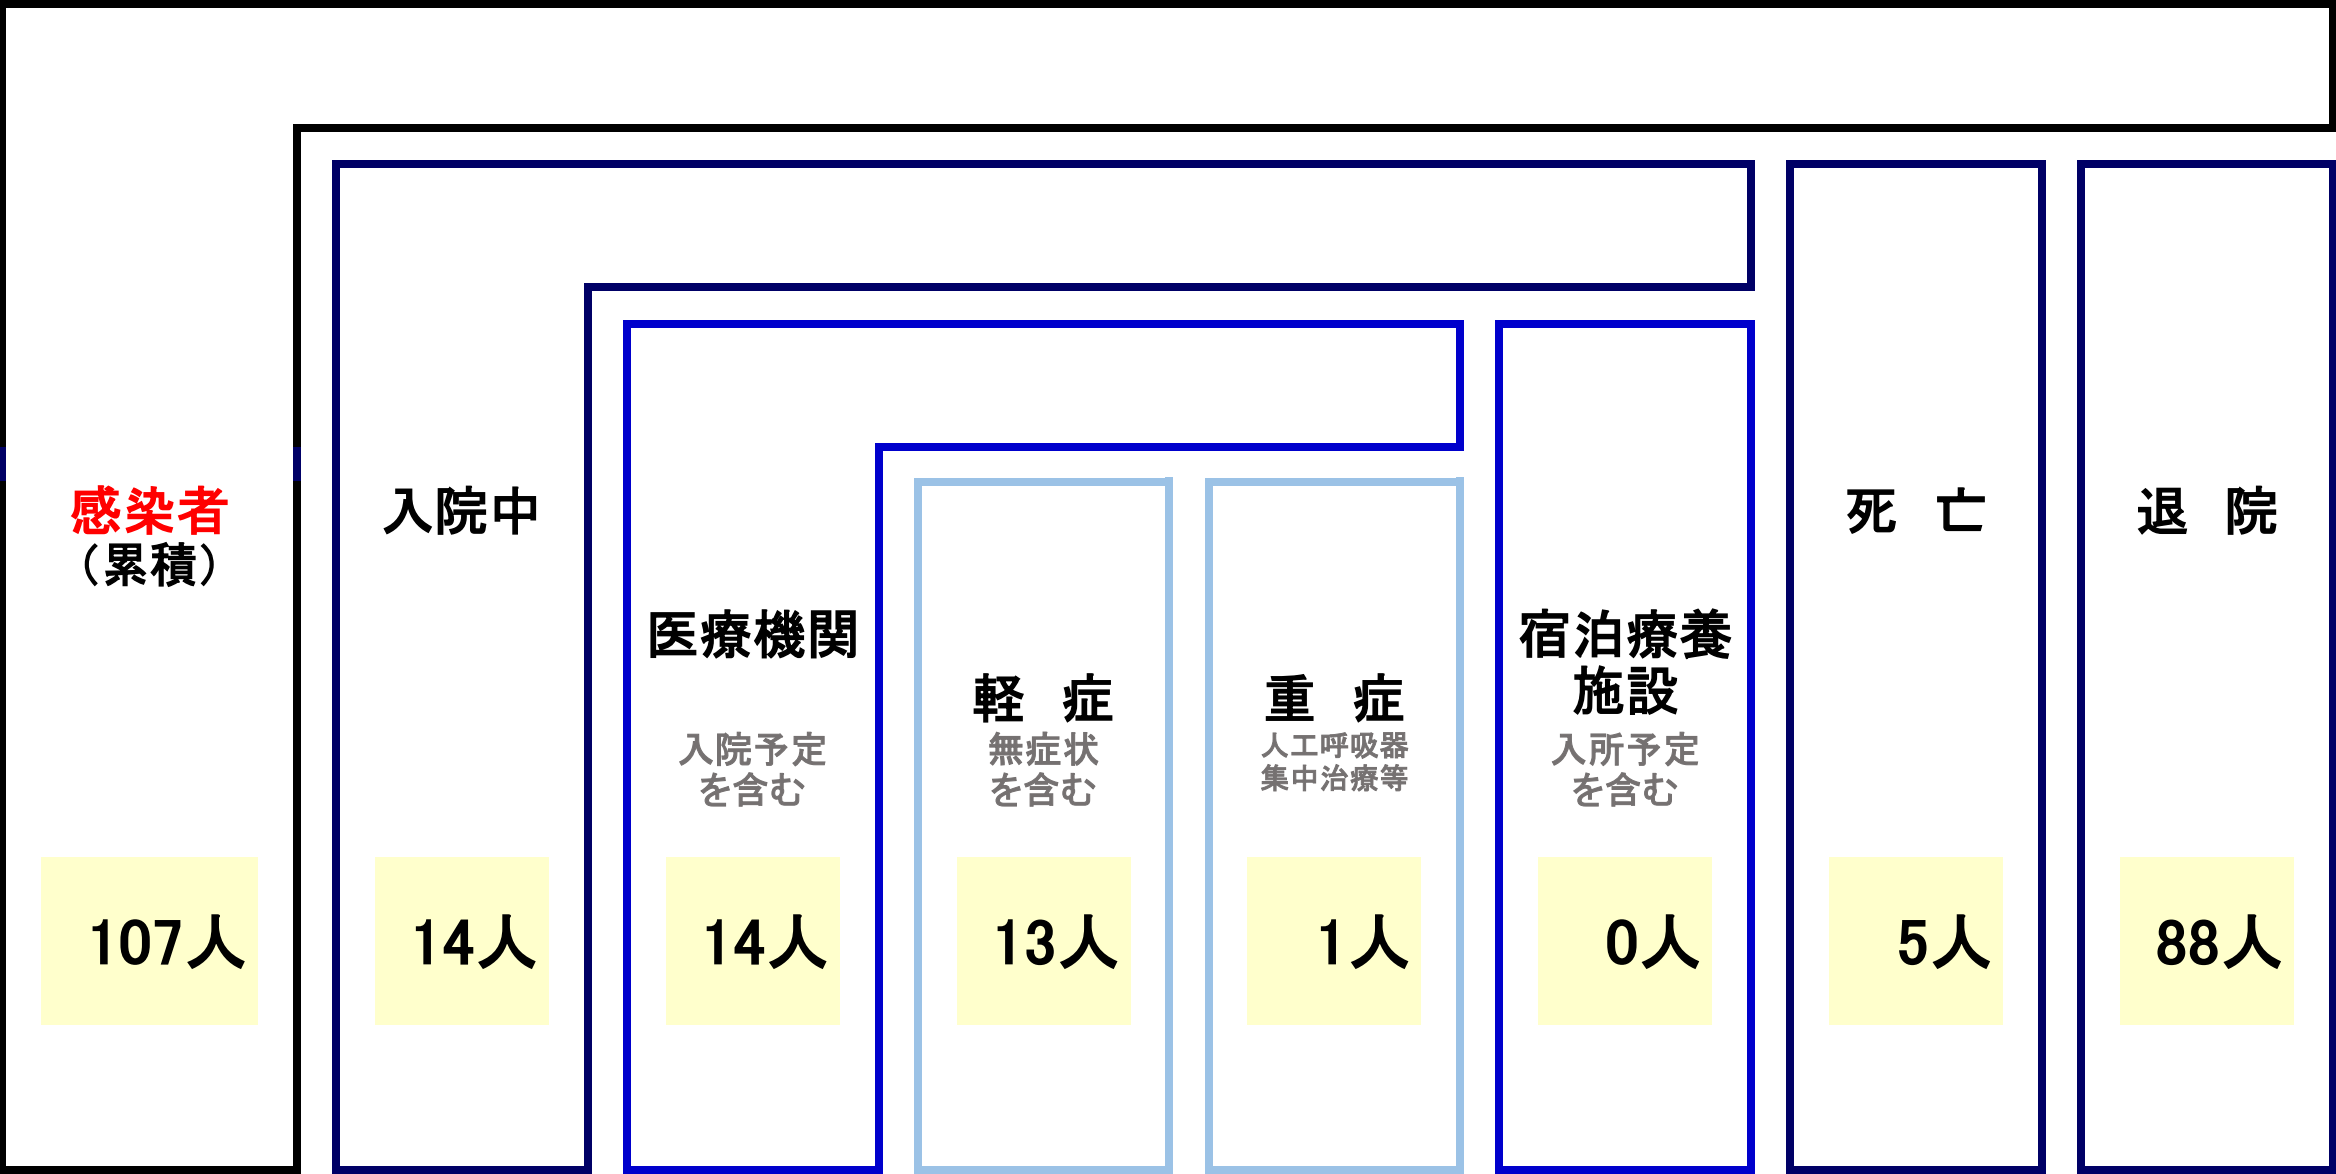 感染者
（累積）
107人
入院中
14人
医療機関
入院予定
を含む
14人
軽 症
無症状
を含む
13人
重 症
人工呼吸器
集中治療等
1人
宿泊療養
施設
入所予定
を含む
0人
死 亡
5人
退 院
88人